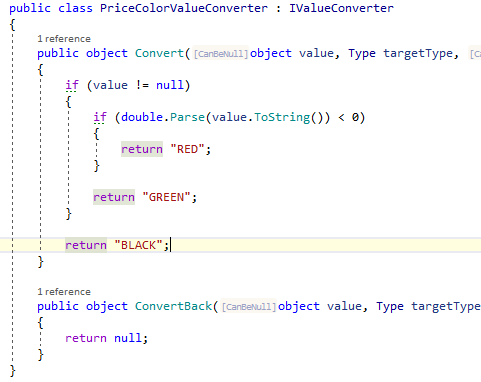 public class PriceColorValueConverter : IValueConverter
{
1 reference
public object Convert([CanBeNull]object value, Type targetType, [Ca
{
if (value != null)
{
if (double.Parse(value.ToString()) < 0)
{
return "RED";
}
return "GREEN";
}
return "BLACK";
}
1 reference
public object ConvertBack([CanBeNull]object value, Type targetType
{
return null;
}
}